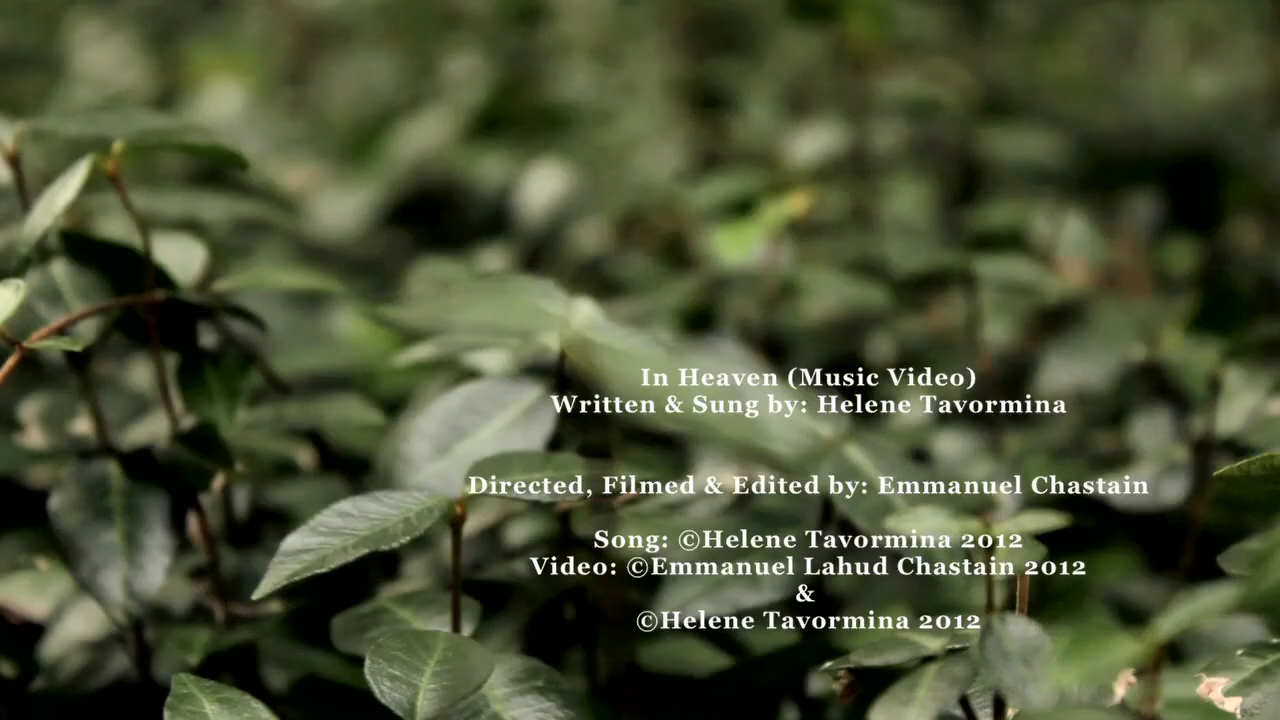 In Heaven (Music Video)
Written & Sung by: Helene Tavormina
Directed, Filmed & Edited by: Emmanuel Chastain
Song: ©Helene Tavormina 2012
Video: ©Emmanuel Lahud Chastain 2012
&
©Helene Tavormina 2012